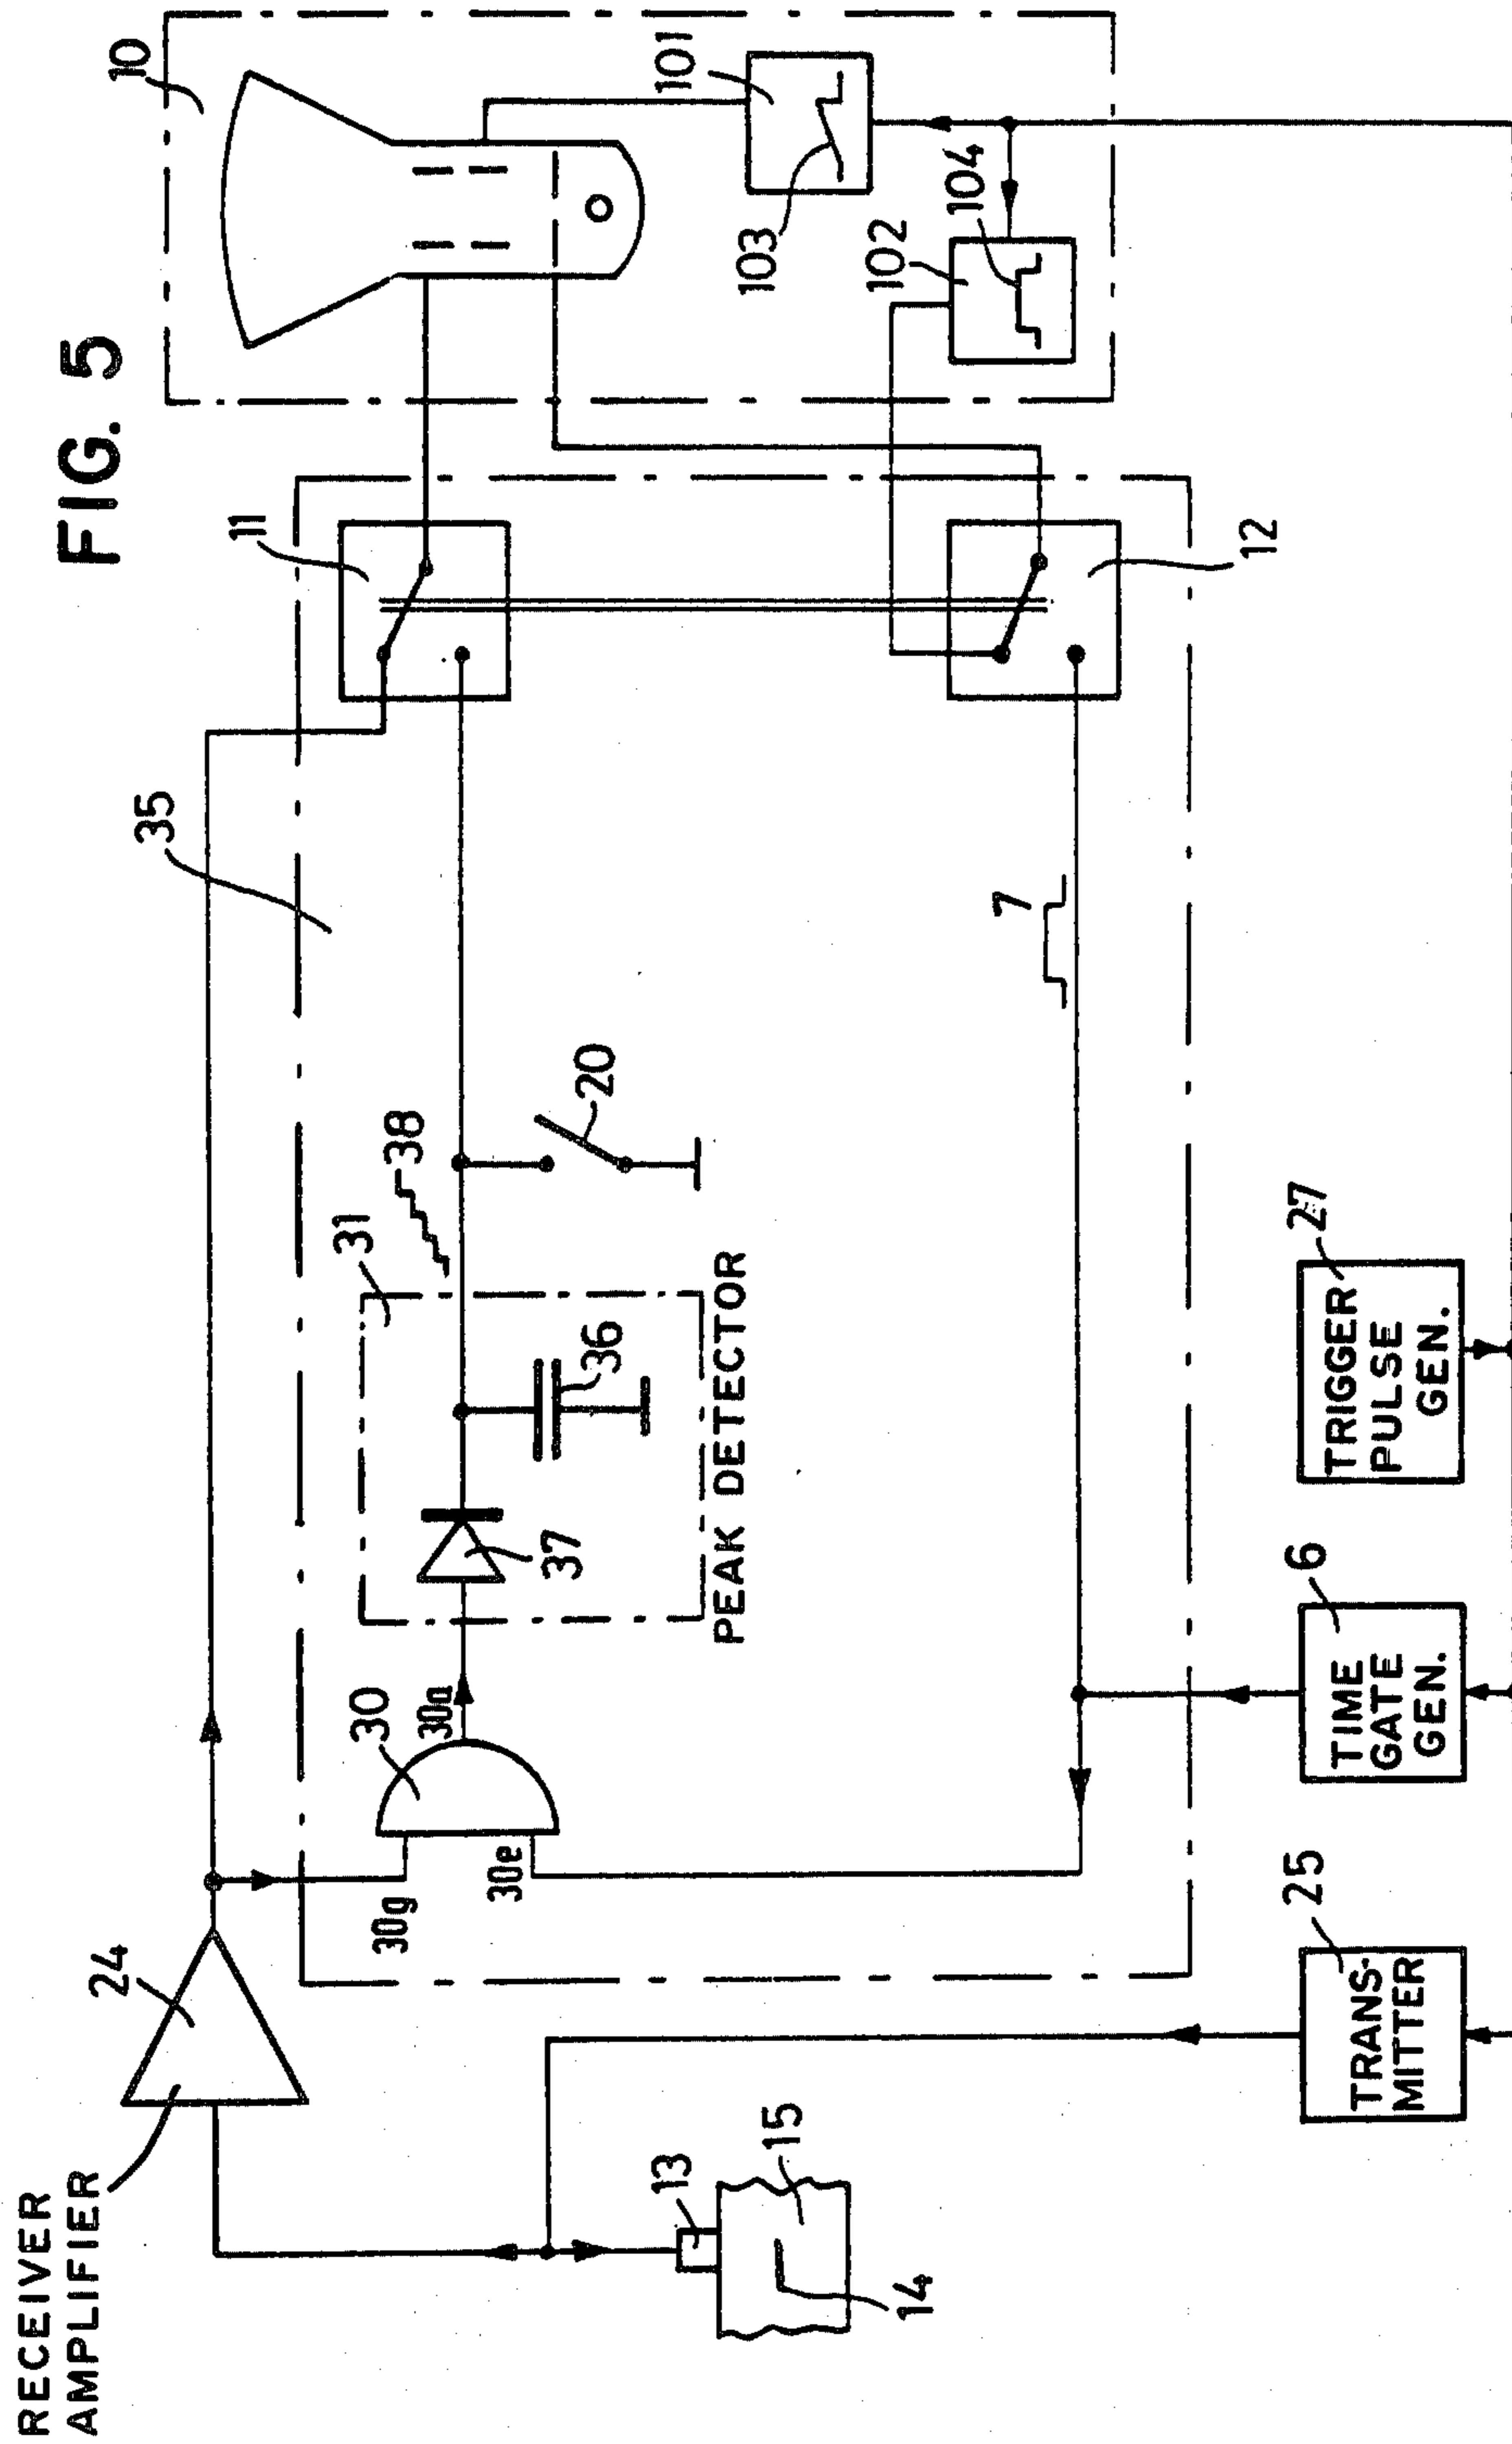 FIG. 5
RECEIVER
AMPLIFIER
24
35
11
10
30g
30
30a
30e
31
38
37
36
PEAK DETECTOR
20
101
103
102
104
13
15
14
7
12
25
TRANS-
MITTER
6
TIME
GATE
GEN.
27
TRIGGER
PULSE
GEN.